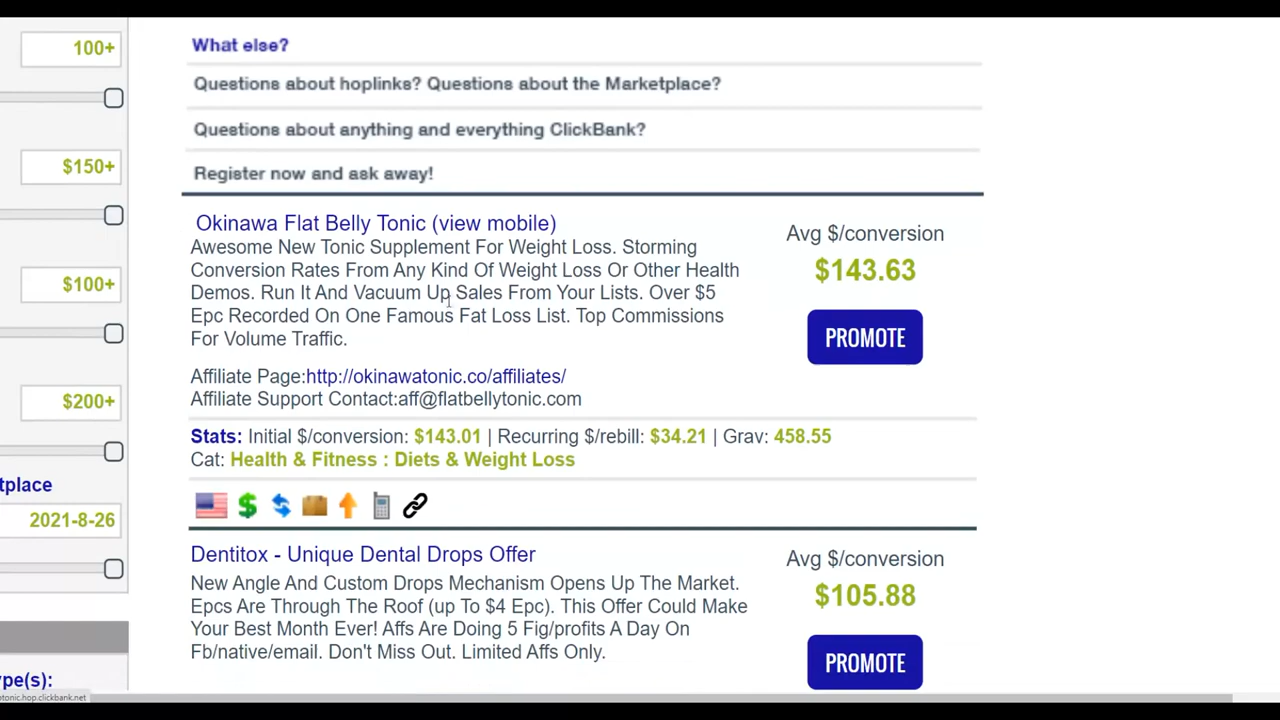 100+
$150+
$100+
$200+
tplace
2021-8-26
ype(s):
What else?
Questions about hoplinks? Questions about the Marketplace?
Questions about anything and everything ClickBank?
Register now and ask away!
Okinawa Flat Belly Tonic (view mobile)
Awesome New Tonic Supplement For Weight Loss. Storming
Conversion Rates From Any Kind Of Weight Loss Or Other Health
Demos. Run It And Vacuum Up Sales From Your Lists. Over $5
Epc Recorded On One Famous Fat Loss List. Top Commissions
For Volume Traffic.
Avg $/conversion
$143.63
PROMOTE
Affiliate Page:http://okinawatonic.co/affiliates/
Affiliate Support Contact:aff@flatbellytonic.com
Stats: Initial $/conversion: $143.01 | Recurring $/rebill: $34.21 | Grav: 458.55
Cat: Health & Fitness : Diets & Weight Loss
Dentitox - Unique Dental Drops Offer
New Angle And Custom Drops Mechanism Opens Up The Market.
Epcs Are Through The Roof (up To $4 Epc). This Offer Could Make
Your Best Month Ever! Affs Are Doing 5 Fig/profits A Day On
Fb/native/email. Don't Miss Out. Limited Affs Only.
Avg $/conversion
$105.88
PROMOTE
otonic.hop.clickbank.net